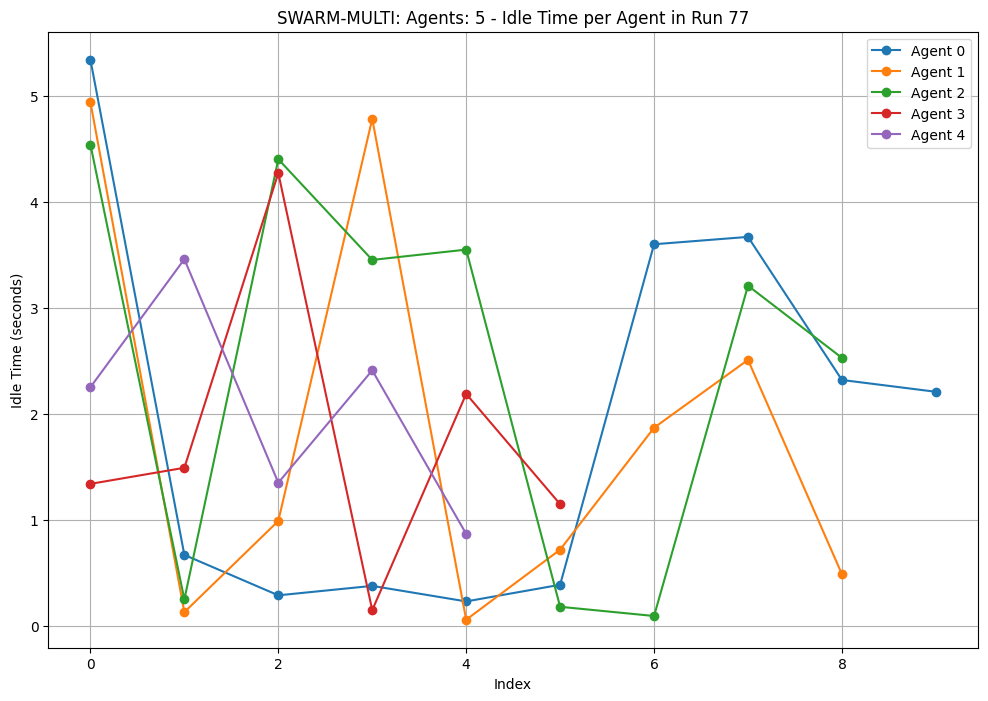 SWARM-MULTI: Agents: 5 - Idle Time per Agent in Run 77
Agent 0
Agent 1
Agent 2
Agent 3
Agent 4
Idle Time (seconds)
5
4
3
2
1
0
0 2 4 6 8
Index